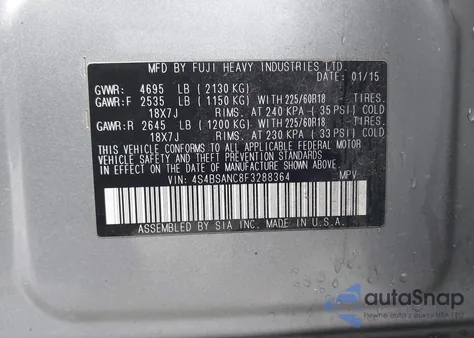 MFD BY FUJI HEAVY INDUSTRIES LTD.
DATE: 01/15
GVWR: 4695 LB (2130 KG)
GAWR:F 2535 LB (1150 KG) WITH 225/60R18 TIRES.
18X7J RIMS. AT 240 KPA (35 PSI) COLD
GAWR:R 2645 LB (1200 KG) WITH 225/60R18 TIRES.
18X7J RIMS. AT 230 KPA (33 PSI) COLD
THIS VEHICLE CONFORMS TO ALL APPLICABLE FEDERAL MOTOR
VEHICLE SAFETY AND THEFT PREVENTION STANDARDS IN
EFFECT ON THE DATE OF MANUFACTURE SHOWN ABOVE.
VIN: 4S4BSANC8F3288364 MPV
ASSEMBLED BY SIA INC. MADE IN U.S.A.
autoSnap
Pewne auta z aukcji USA